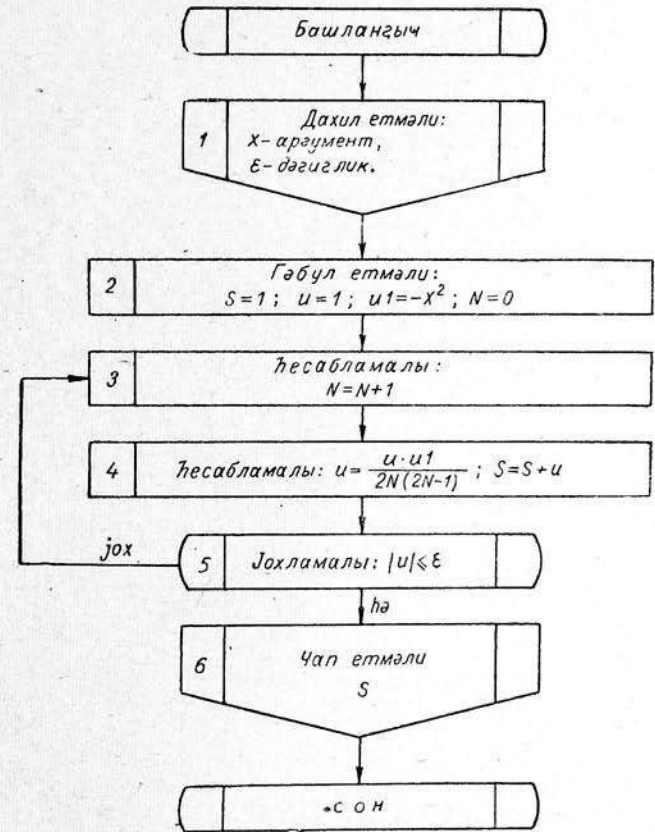 Башланғыч
1
Дахил етмәли:
X- аргумент,
Ɛ- дәгиглик.
2
Гәбул етмәли:
S=1; u=1; u1=-X²; N=0
3
Һесабламалы:
N=N+1
4
Һесабламалы: u= u·u1 / 2N(2N-1) ; S=S+u
jox
5
Јохламалы: |u|⩽Ɛ
hә
6
Чап етмәли
S
сон